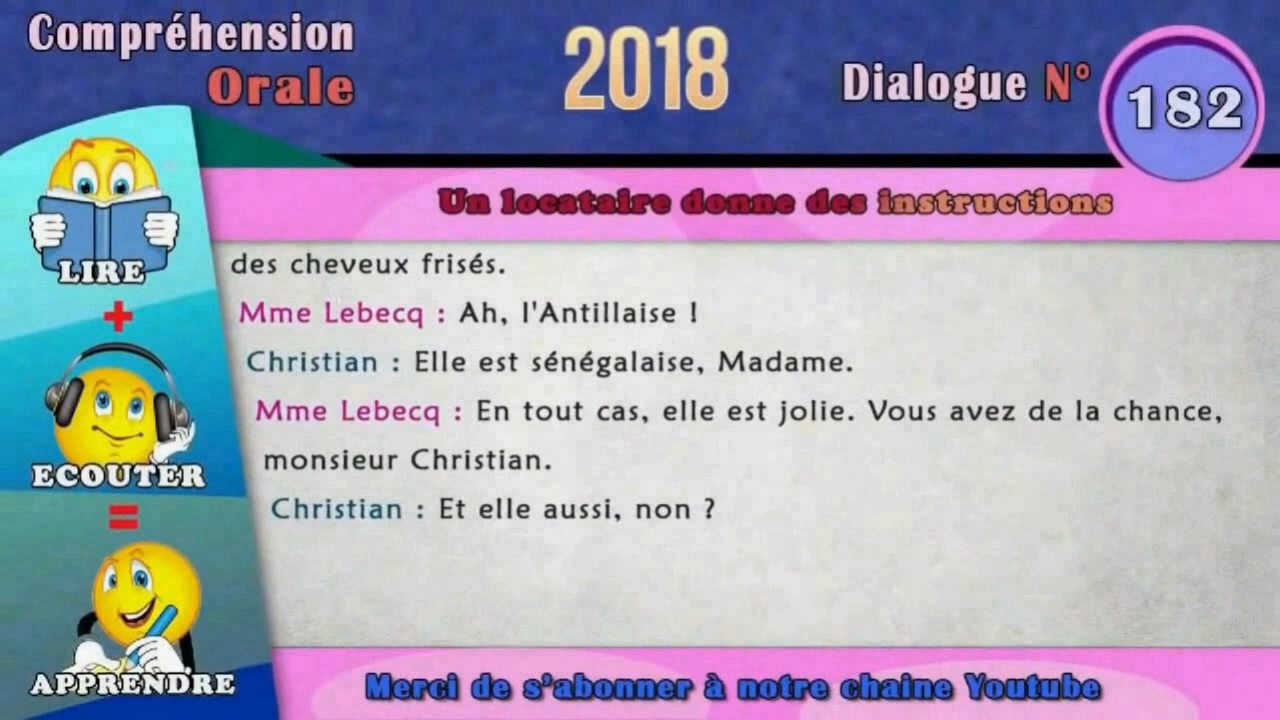 Compréhension
Orale
2018
Dialogue N°
182
Un locataire donne des instructions
LIRE
+
ECOUTER
=
APPRENDRE
des cheveux frisés.
Mme Lebecq : Ah, l'Antillaise !
Christian : Elle est sénégalaise, Madame.
Mme Lebecq : En tout cas, elle est jolie. Vous avez de la chance,
monsieur Christian.
Christian : Et elle aussi, non ?
Merci de s'abonner à notre chaine Youtube